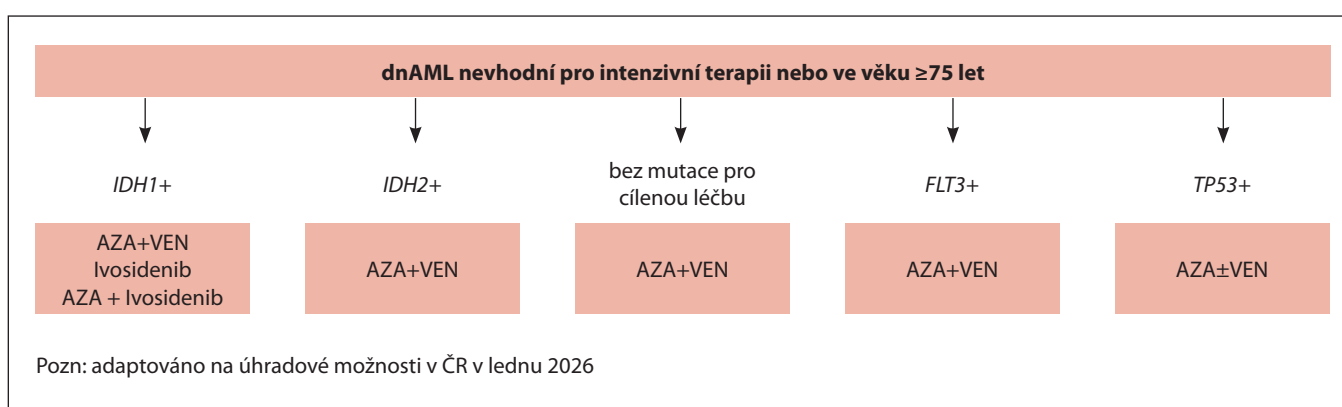 dnAML nevhodní pro intenzivní terapii nebo ve věku ≥75 let
IDH1+
IDH2+
bez mutace pro
cílenou léčbu
FLT3+
TP53+
AZA+VEN
Ivosidenib
AZA + Ivosidenib
AZA+VEN
AZA+VEN
AZA+VEN
AZA±VEN
Pozn: adaptováno na úhradové možnosti v ČR v lednu 2026